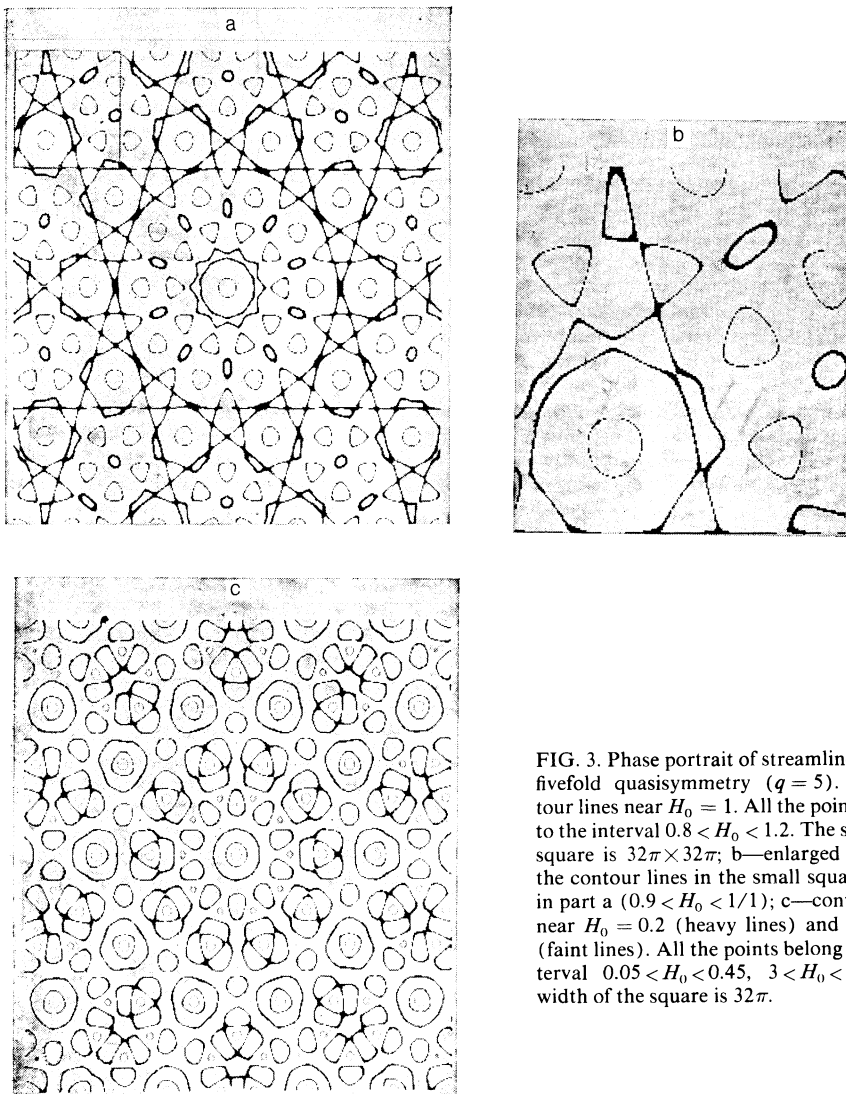 a
b
c
FIG. 3. Phase portrait of streamlin
fivefold quasisymmetry (q = 5).
tour lines near H₀ = 1. All the poin
to the interval 0.8 < H₀ < 1.2. The s
square is 32π × 32π; b—enlarged
the contour lines in the small squa
in part a (0.9 < H₀ < 1/1); c—con
near H₀ = 0.2 (heavy lines) and
(faint lines). All the points belong
terval 0.05 < H₀ < 0.45, 3 < H₀ <
width of the square is 32π.